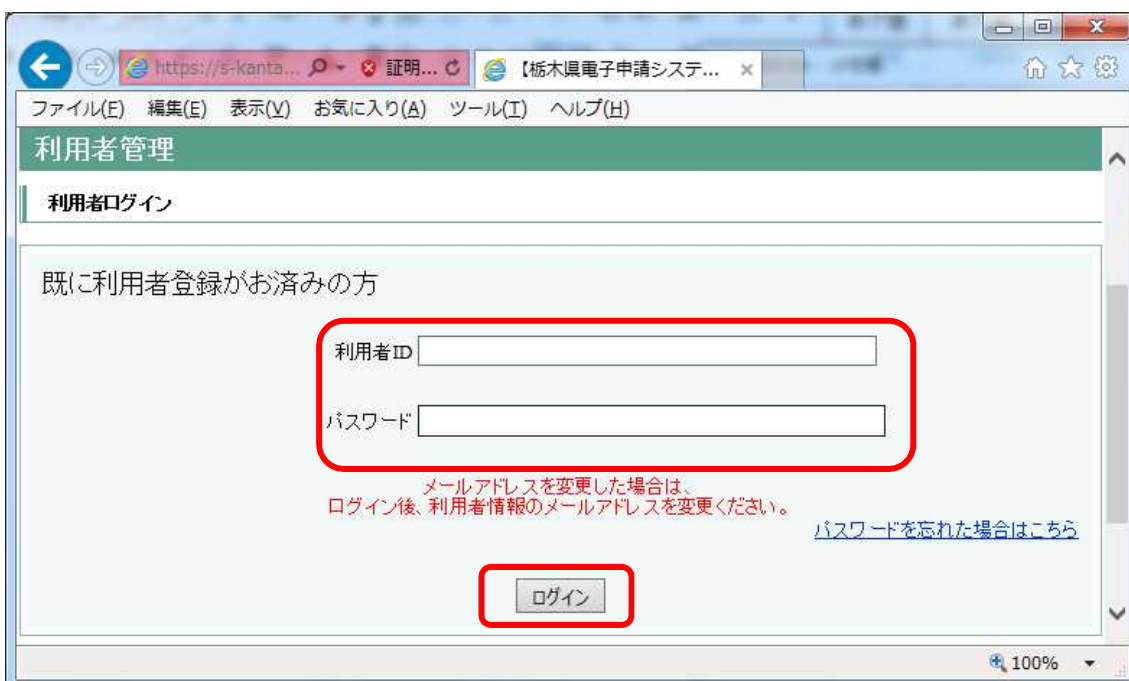 https://s-kanta... 証明... 【栃木県電子申請システ...
ファイル(F) 編集(E) 表示(V) お気に入り(A) ツール(T) ヘルプ(H)
利用者管理
利用者ログイン
既に利用者登録がお済みの方
利用者ID
パスワード
メールアドレスを変更した場合は、
ログイン後、利用者情報のメールアドレスを変更ください。
パスワードを忘れた場合はこちら
ログイン
100%